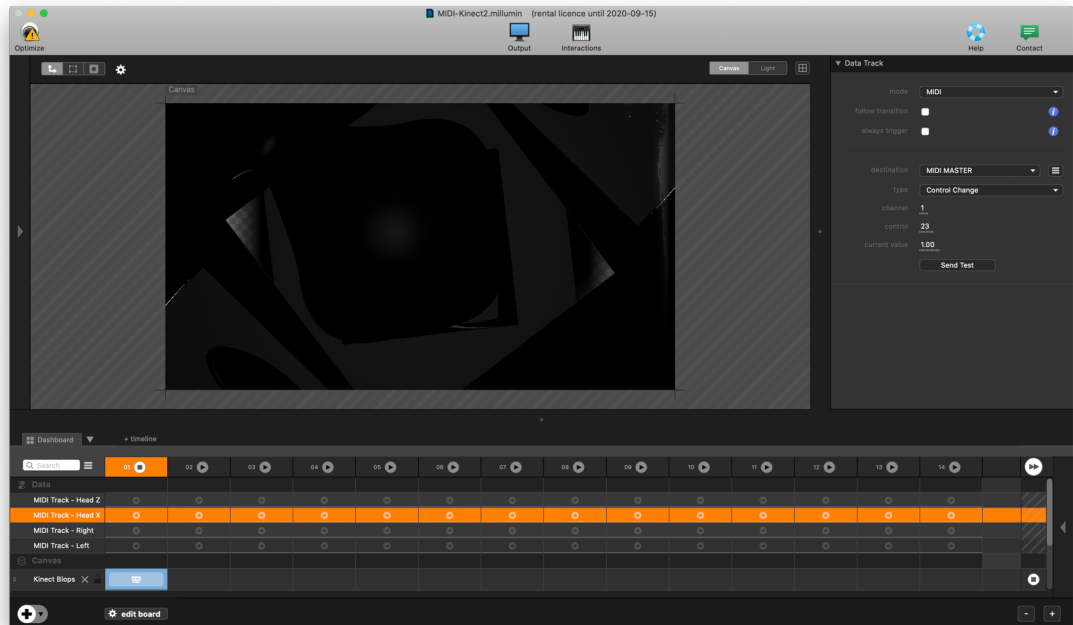 MIDI-Kinect2.millumin (rental licence until 2020-09-15)
Optimize
Output
Interactions
Help
Contact
Canvas
Light
Canvas
Data Track
mode
MIDI
follow transition
always trigger
destination
MIDI MASTER
type
Control Change
channel
1
control
23
current value
1.00
Send Test
Dashboard
+ timeline
Search
01
02
03
04
05
06
07
08
09
10
11
12
13
14
Data
MIDI Track - Head Z
MIDI Track - Head X
MIDI Track - Right
MIDI Track - Left
Canvas
Kinect Blops
edit board